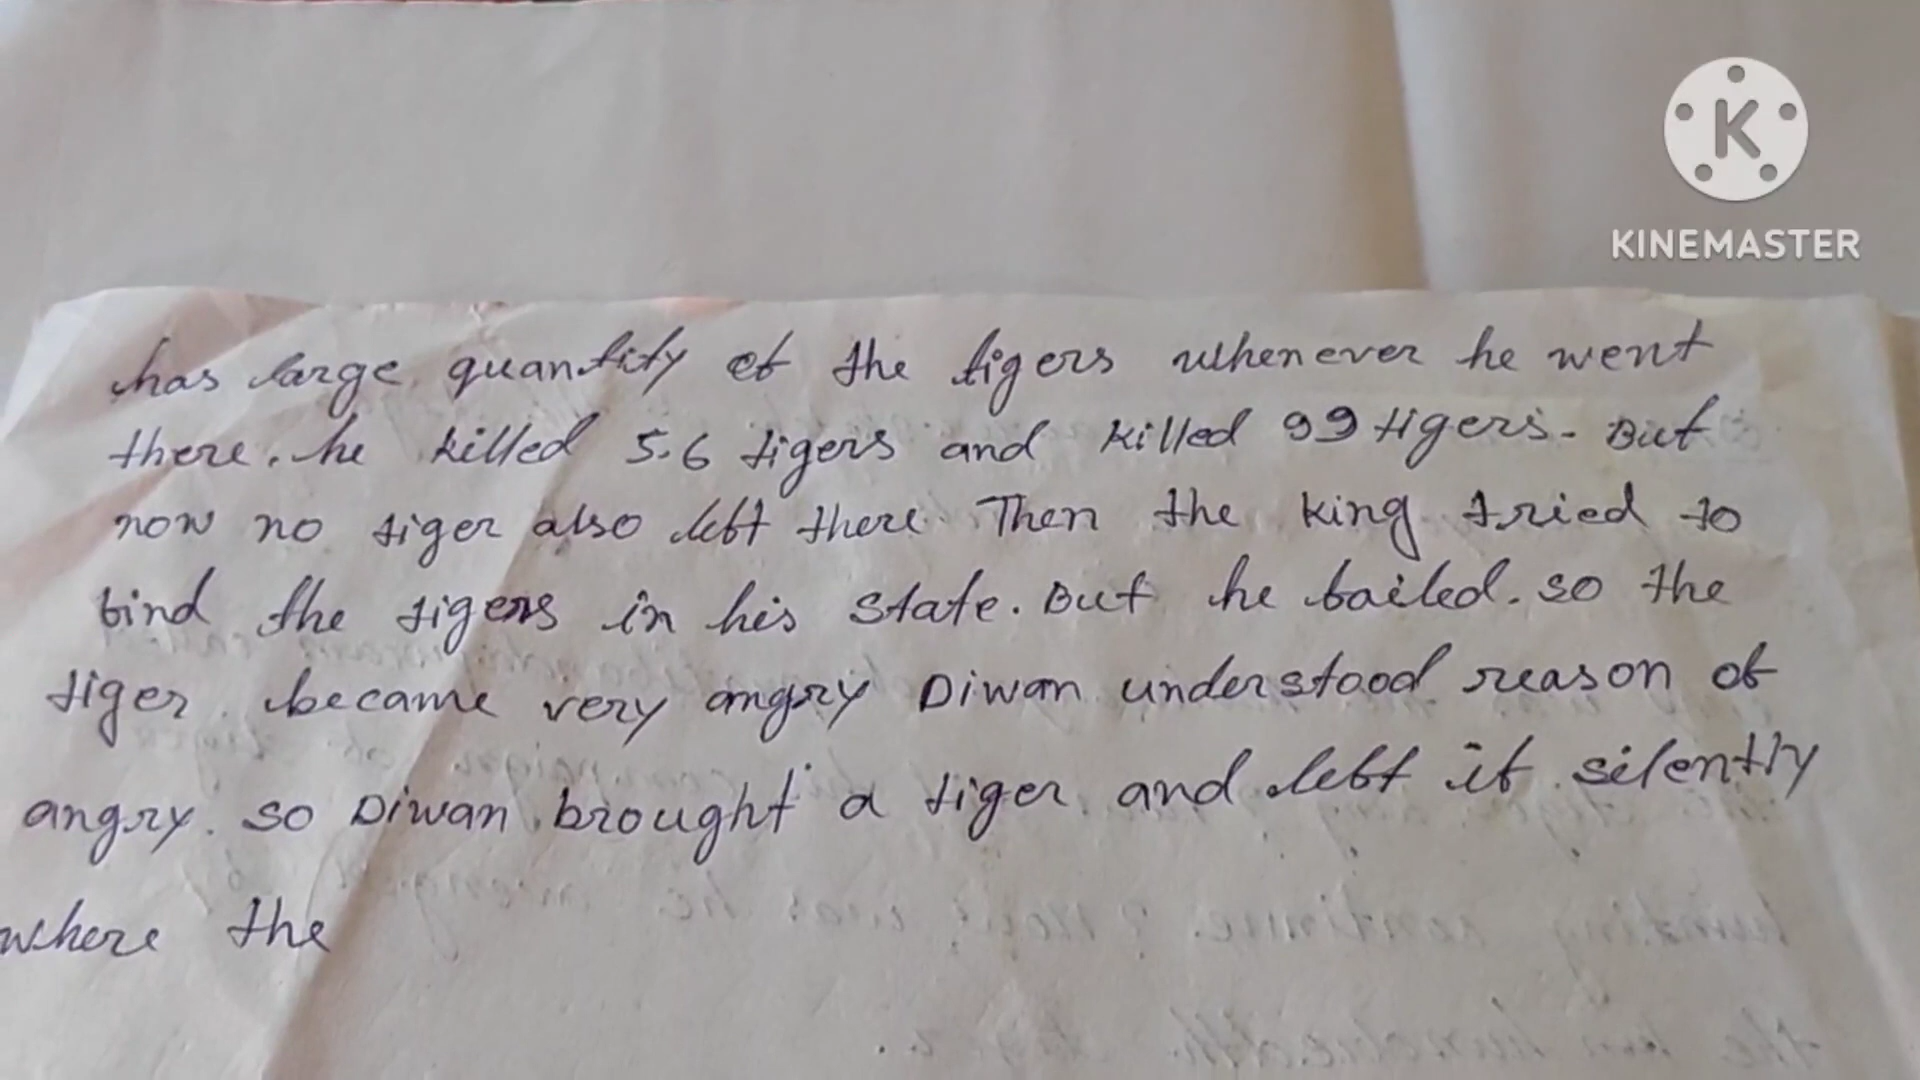 KINEMASTER
has large quantity of the tigers whenever he went
there. he killed 5.6 tigers and killed 99 tigers. But
now no tiger also left there. Then the king tried to
find the tigers in his state. But he failed. so the
tiger became very angry Diwan understood reason of
angry. so Diwan brought a tiger and left it silently
where the